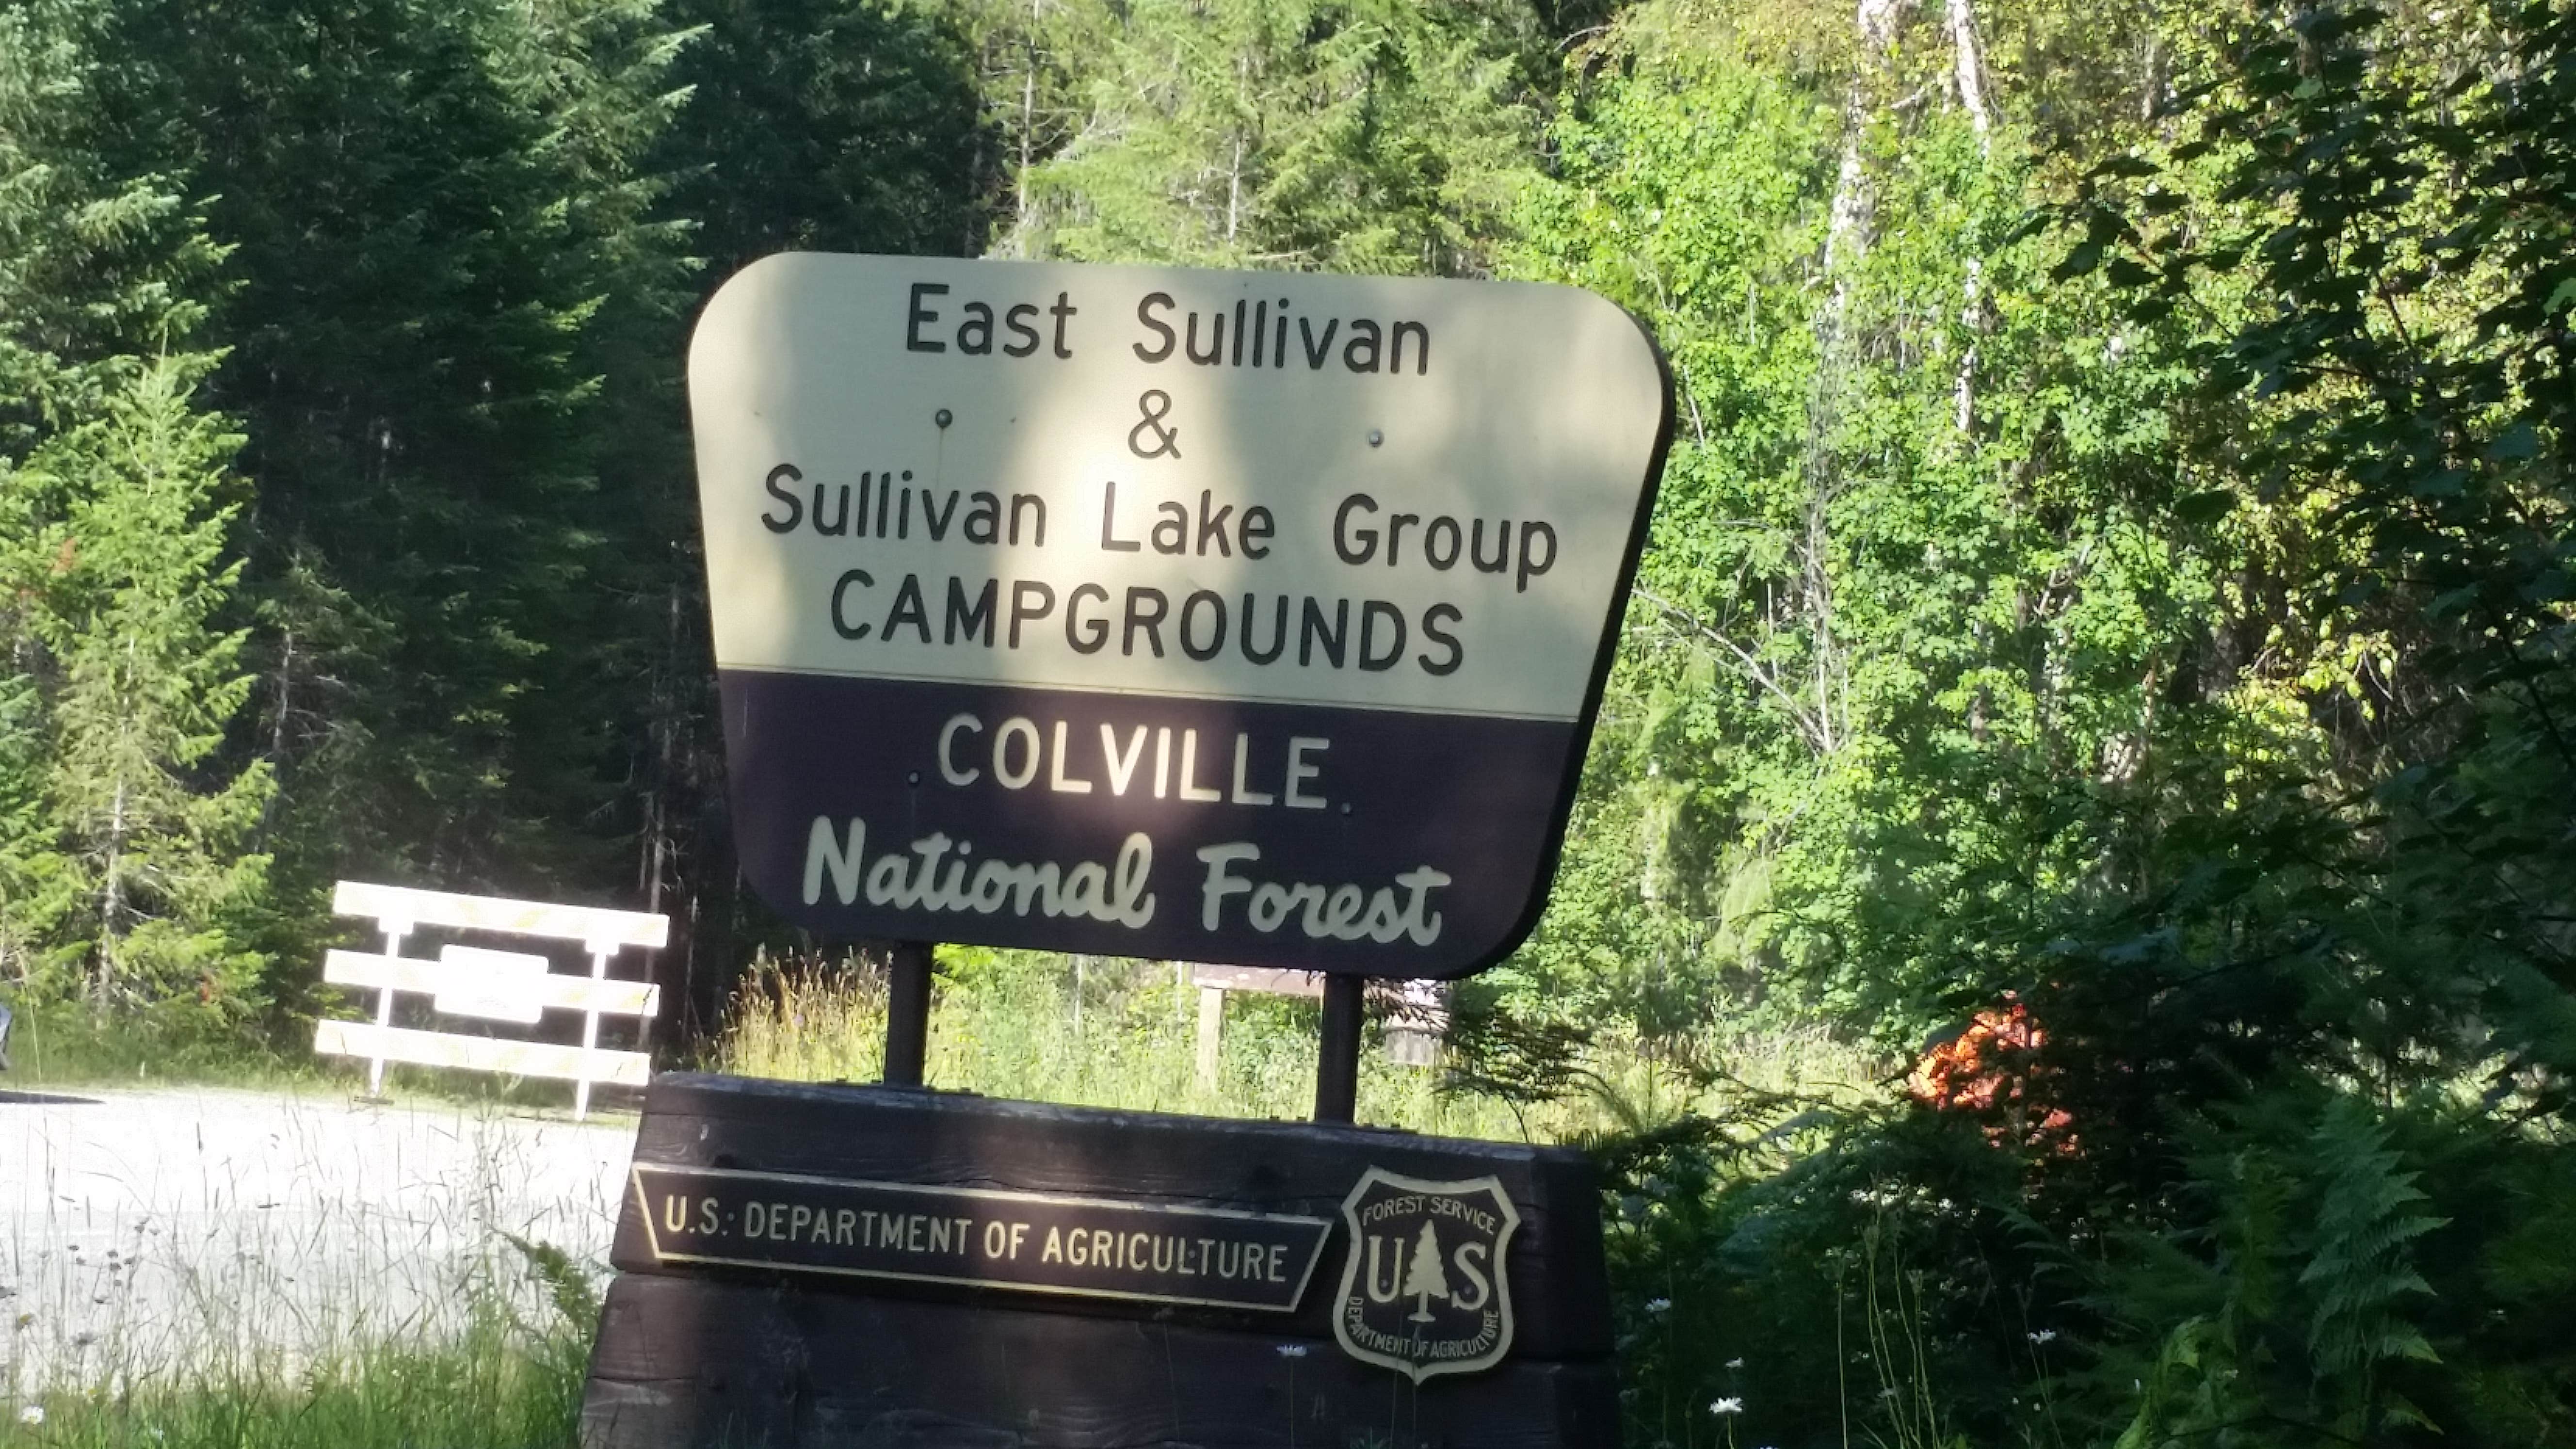 East Sullivan
&
Sullivan Lake Group
CAMPGROUNDS
COLVILLE
National Forest
U.S. DEPARTMENT OF AGRICULTURE
FOREST SERVICE
U S
DEPARTMENT OF AGRICULTURE